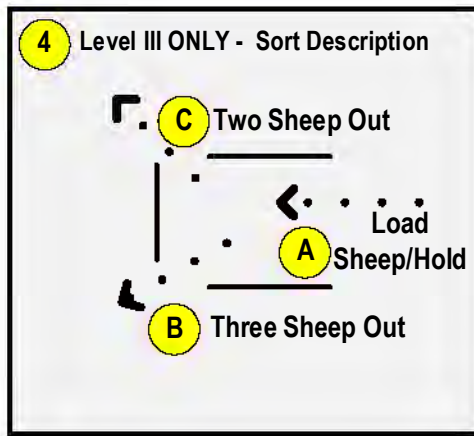 4 Level III ONLY - Sort Description
C Two Sheep Out
Load
A Sheep/Hold
B Three Sheep Out